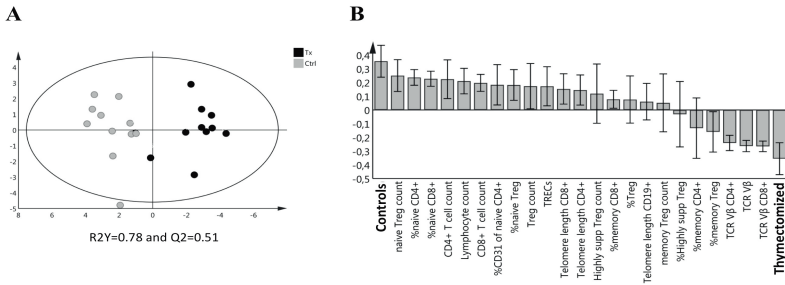 A
B
Tx
Ctrl
4
3
2
1
0
-1
-2
-3
-4
-5
8
6
4
2
0
-2
-4
-6
R2Y=0.78 and Q2=0.51
0,4
0,3
0,2
0,1
0
-0,1
-0,2
-0,3
-0,4
-0,5
Controls
naive Treg count
%naive CD4+
%naive CD8+
CD4+ T cell count
Lymphocyte count
CD8+ T cell count
%CD31 of naive CD4+
%naive Treg
Treg count
TRECs
Telomere length CD8+
Telomere length CD4+
Highly supp Treg count
%memory CD8+
%Treg
Telomere length CD19+
memory Treg count
%Highly supp Treg
%memory CD4+
%memory Treg
TCR Vβ CD4+
TCR Vβ
TCR Vβ CD8+
Thymectomized